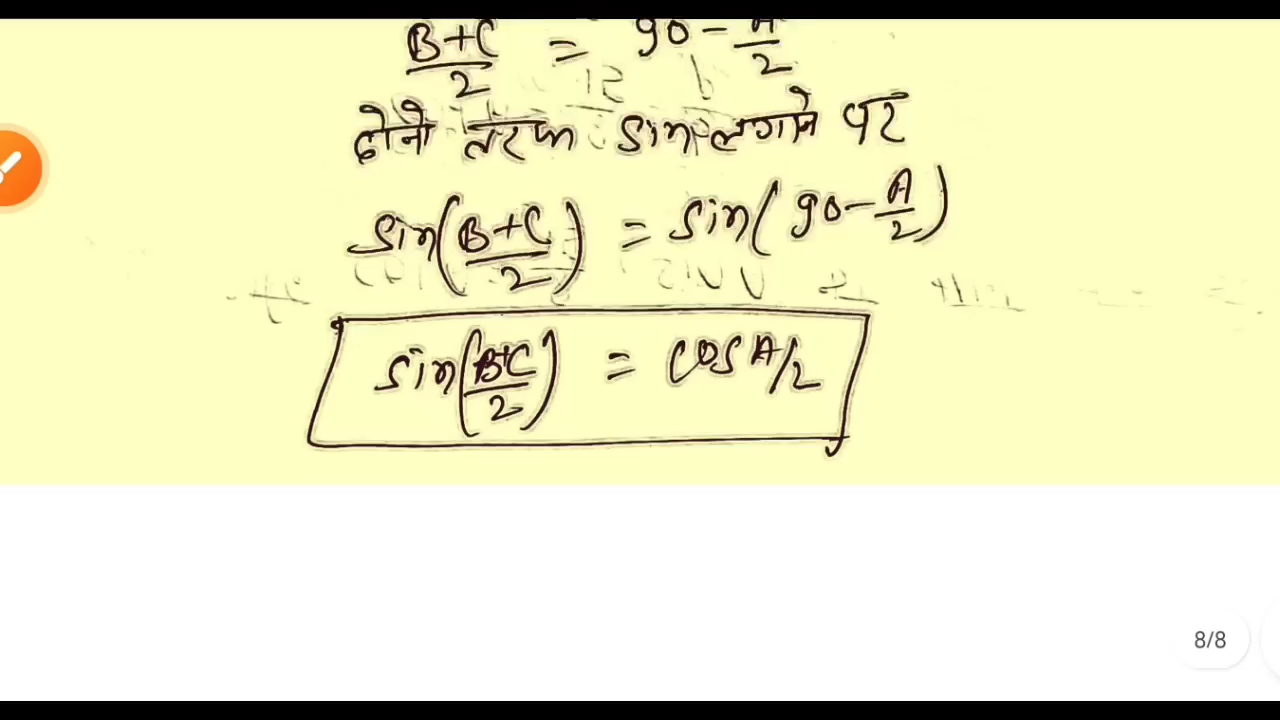 B+C/2 = 90 - A/2
दोनो तरफ sin लगाने पर
sin(B+C/2) = sin(90 - A/2)
sin(B+C/2) = cos A/2
8/8